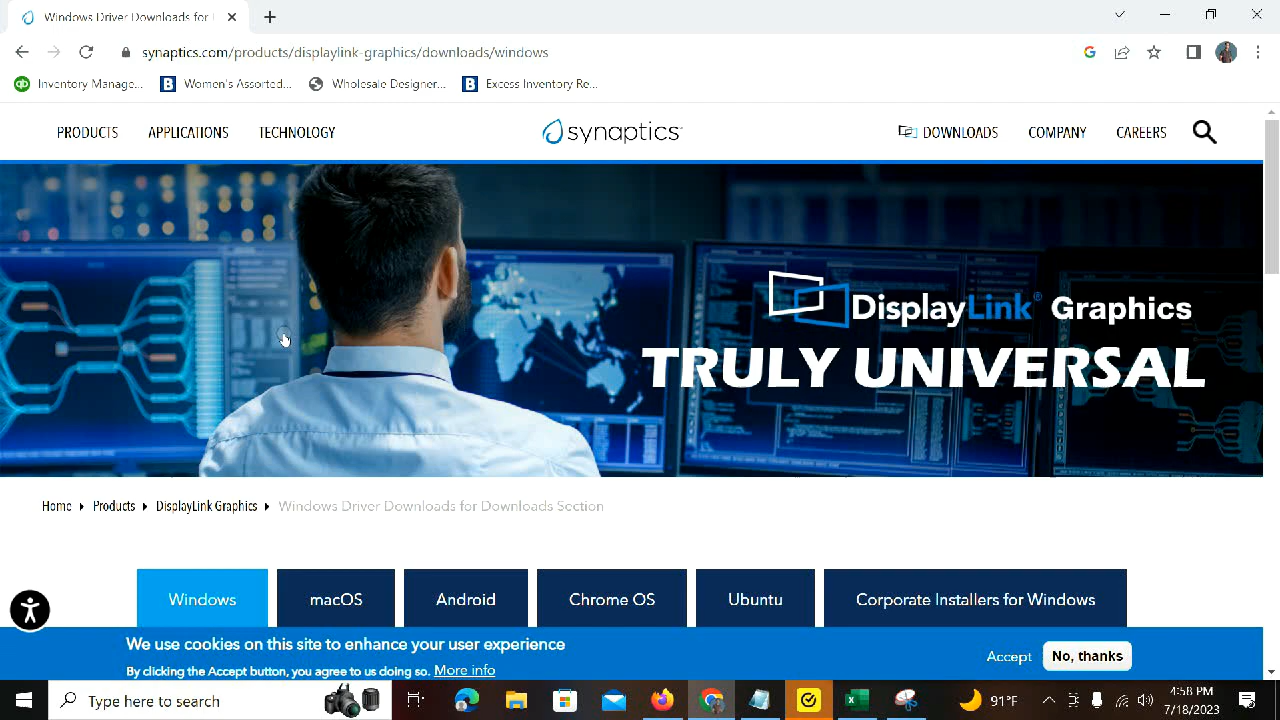 Windows Driver Downloads for
synaptics.com/products/displaylink-graphics/downloads/windows
Inventory Manage...
Women's Assorted...
Wholesale Designer...
Excess Inventory Re...
PRODUCTS
APPLICATIONS
TECHNOLOGY
synaptics
DOWNLOADS
COMPANY
CAREERS
DisplayLink® Graphics
TRULY UNIVERSAL
Home
Products
DisplayLink Graphics
Windows Driver Downloads for Downloads Section
Windows
macOS
Android
Chrome OS
Ubuntu
Corporate Installers for Windows
We use cookies on this site to enhance your user experience
By clicking the Accept button, you agree to us doing so. More info
Accept
No, thanks
Type here to search
91°F
4:58 PM
7/18/2023